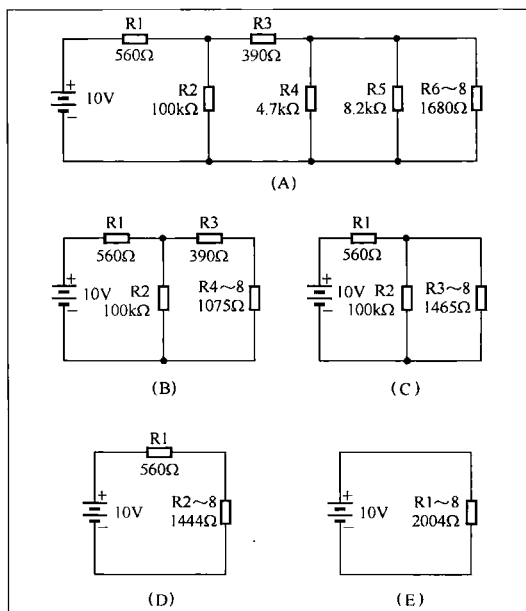 R1
560Ω
R3
390Ω
+
10V
−
R2
100kΩ
R4
4.7kΩ
R5
8.2kΩ
R6～8
1680Ω
(A)
R1
560Ω
R3
390Ω
+
10V
−
R2
100kΩ
R4～8
1075Ω
(B)
R1
560Ω
+
10V
−
R2
100kΩ
R3～8
1465Ω
(C)
R1
560Ω
+
10V
−
R2～8
1444Ω
(D)
+
10V
−
R1～8
2004Ω
(E)